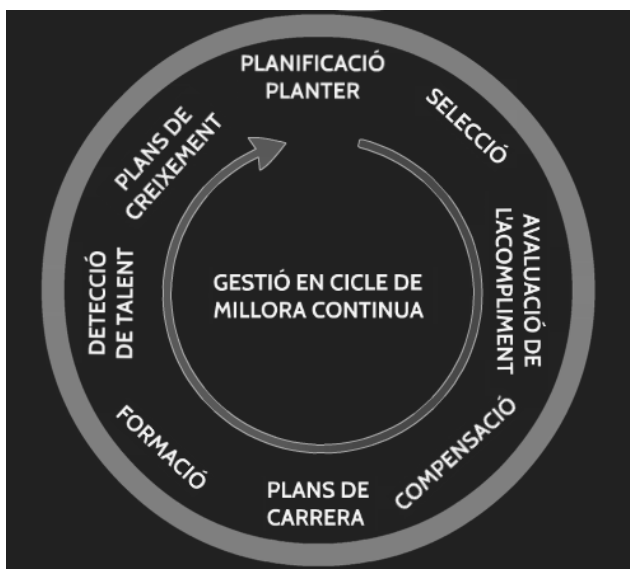 PLANIFICACIÓ
PLANTER
SELECCIÓ
AVALUACIÓ DE
L'ACOMPLIMENT
COMPENSACIÓ
PLANS DE
CARRERA
FORMACIÓ
DETECCIÓ
DE TALENT
PLANS DE
CREIXEMENT
GESTIÓ EN CICLE DE
MILLORA CONTINUA